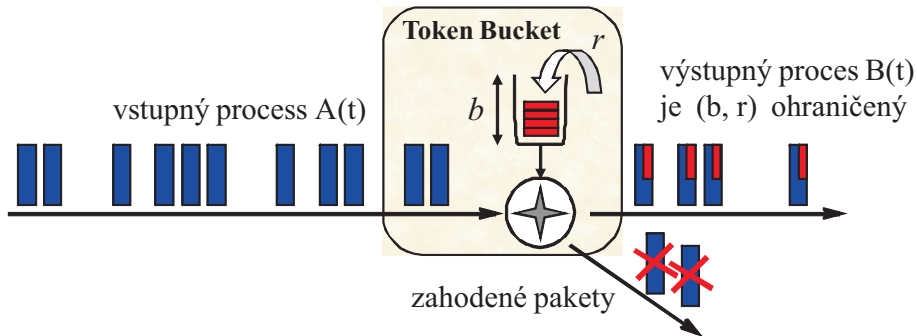 Token Bucket
r
b
vstupný process A(t)
výstupný proces B(t)
je (b, r) ohraničený
zahodené pakety